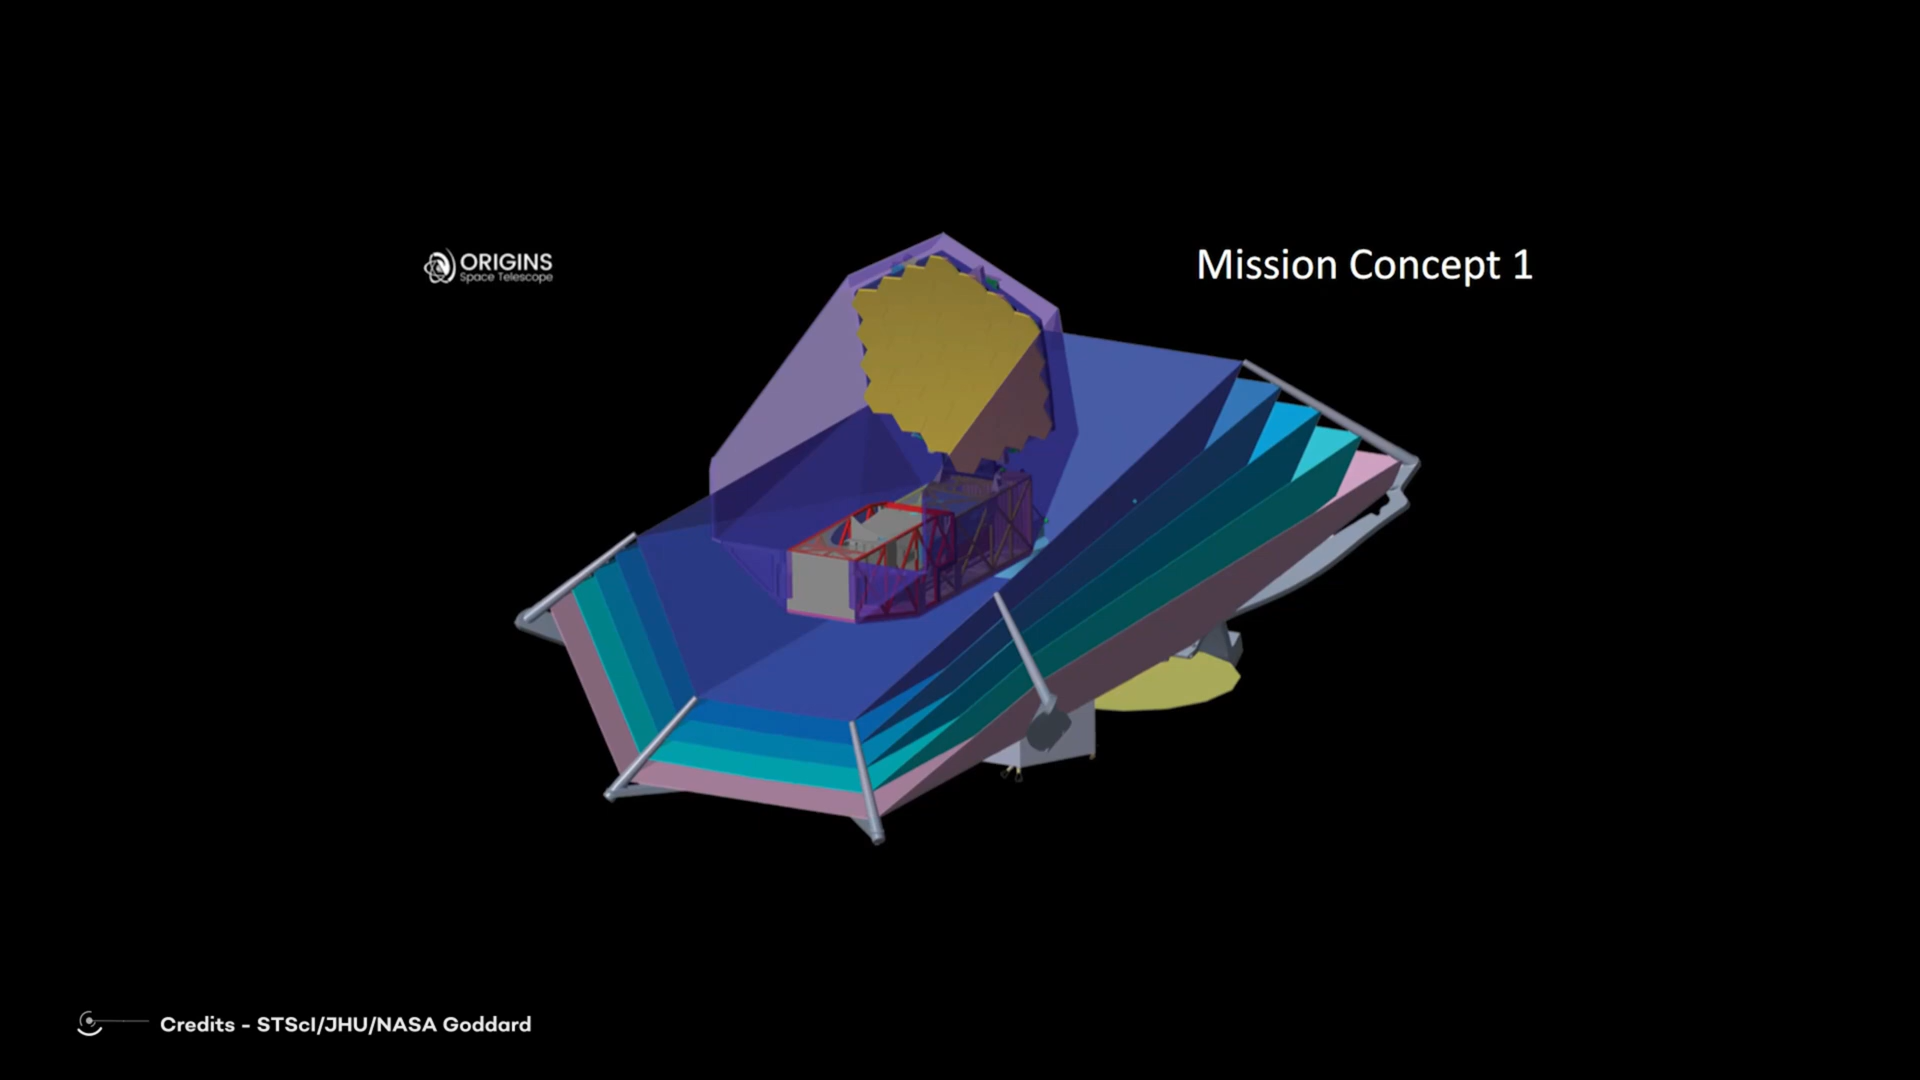 ORIGINS
Space Telescope
Mission Concept 1
Credits - STScI/JHU/NASA Goddard